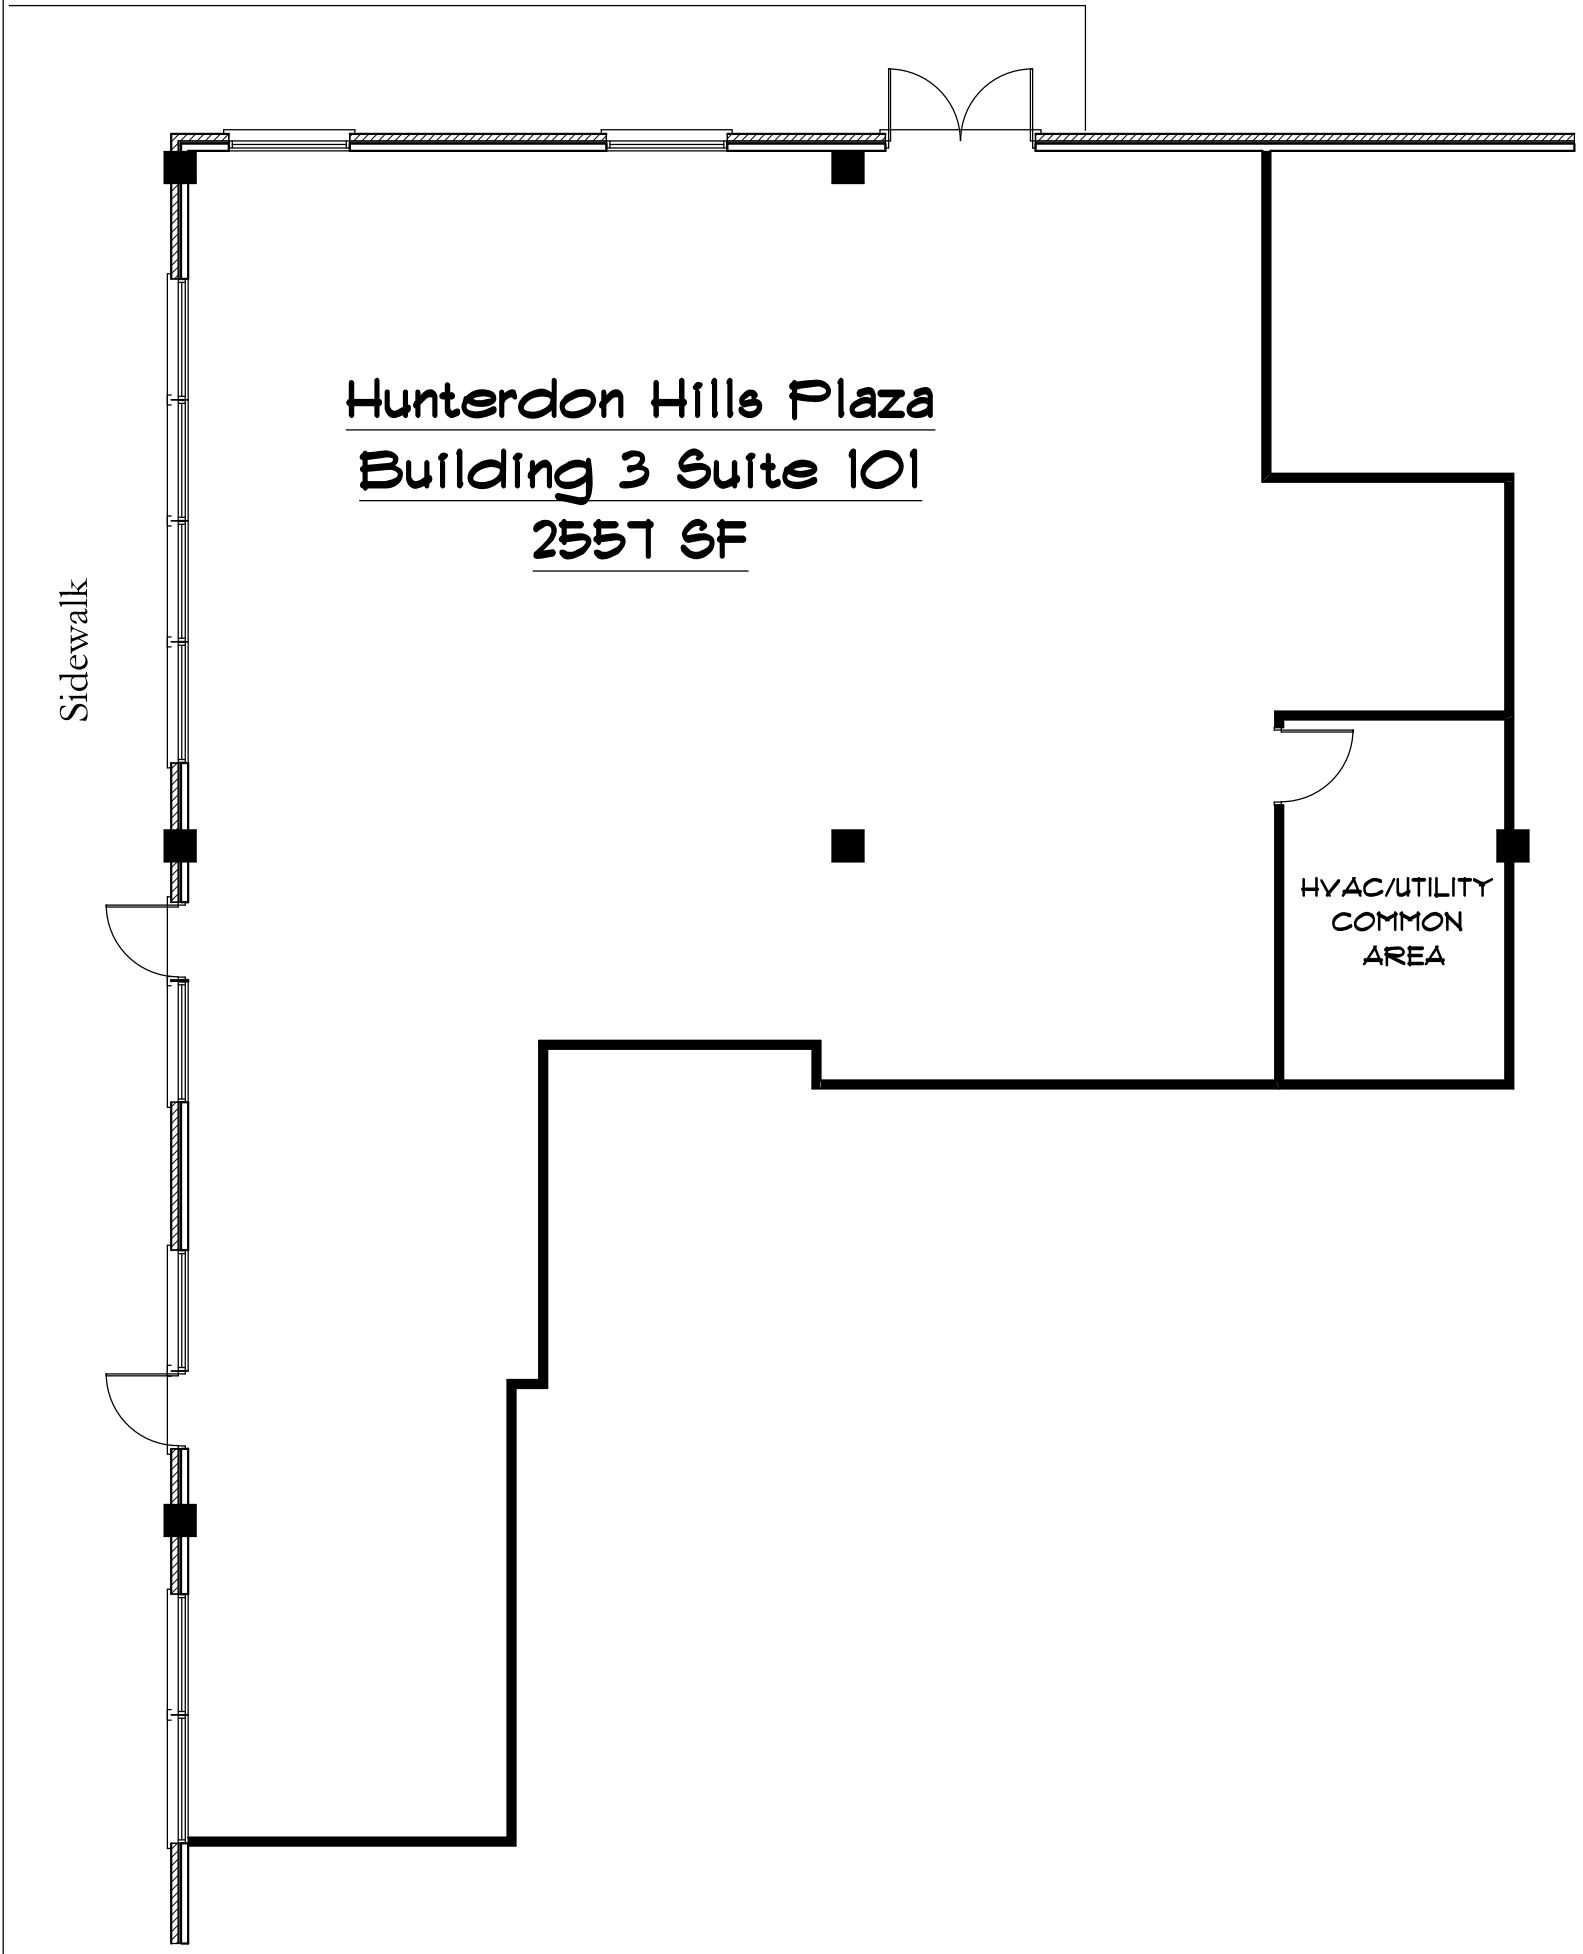 Hunterdon Hills Plaza
Building 3 Suite 101
2557 SF
Sidewalk
HVAC/UTILITY
COMMON
AREA